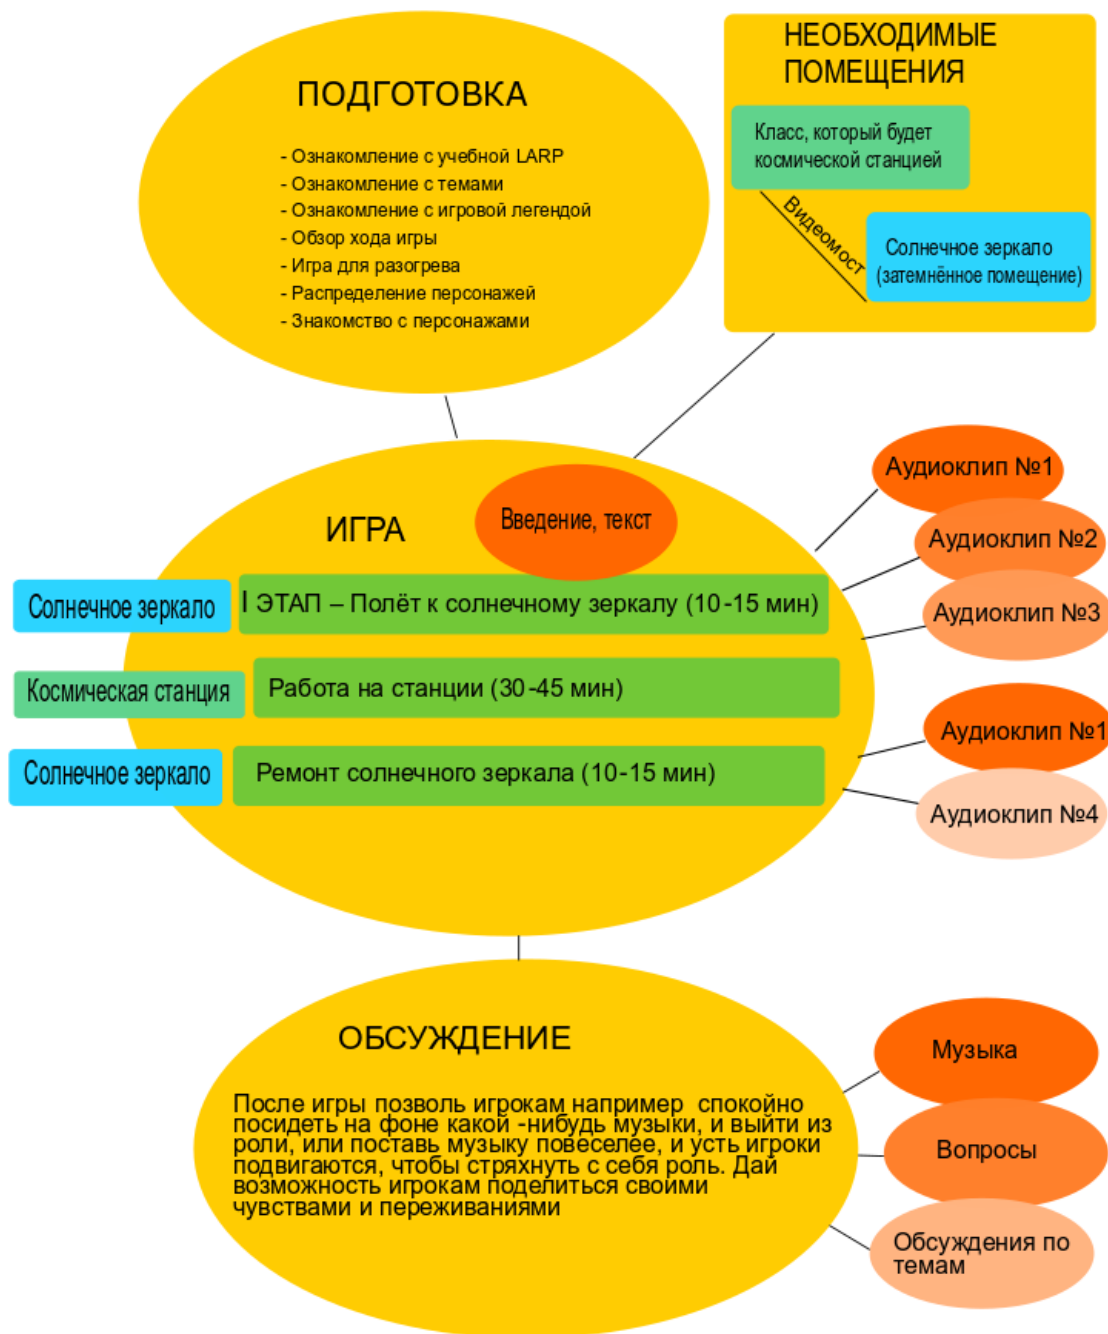 ПОДГОТОВКА
- Ознакомление с учебной LARP
- Ознакомление с темами
- Ознакомление с игровой легендой
- Обзор хода игры
- Игра для разогрева
- Распределение персонажей
- Знакомство с персонажами
НЕОБХОДИМЫЕ
ПОМЕЩЕНИЯ
Класс, который будет
космической станцией
Видеомост
Солнечное зеркало
(затемнённое помещение)
ИГРА
Введение, текст
Солнечное зеркало
I ЭТАП – Полёт к солнечному зеркалу (10-15 мин)
Космическая станция
Работа на станции (30-45 мин)
Солнечное зеркало
Ремонт солнечного зеркала (10-15 мин)
Аудиоклип №1
Аудиоклип №2
Аудиоклип №3
Аудиоклип №1
Аудиоклип №4
ОБСУЖДЕНИЕ
После игры позволь игрокам например спокойно
посидеть на фоне какой -нибудь музыки, и выйти из
роли, или поставь музыку повеселее, и усть игроки
подвигаются, чтобы стряхнуть с себя роль. Дай
возможность игрокам поделиться своими
чувствами и переживаниями
Музыка
Вопросы
Обсуждения по
темам